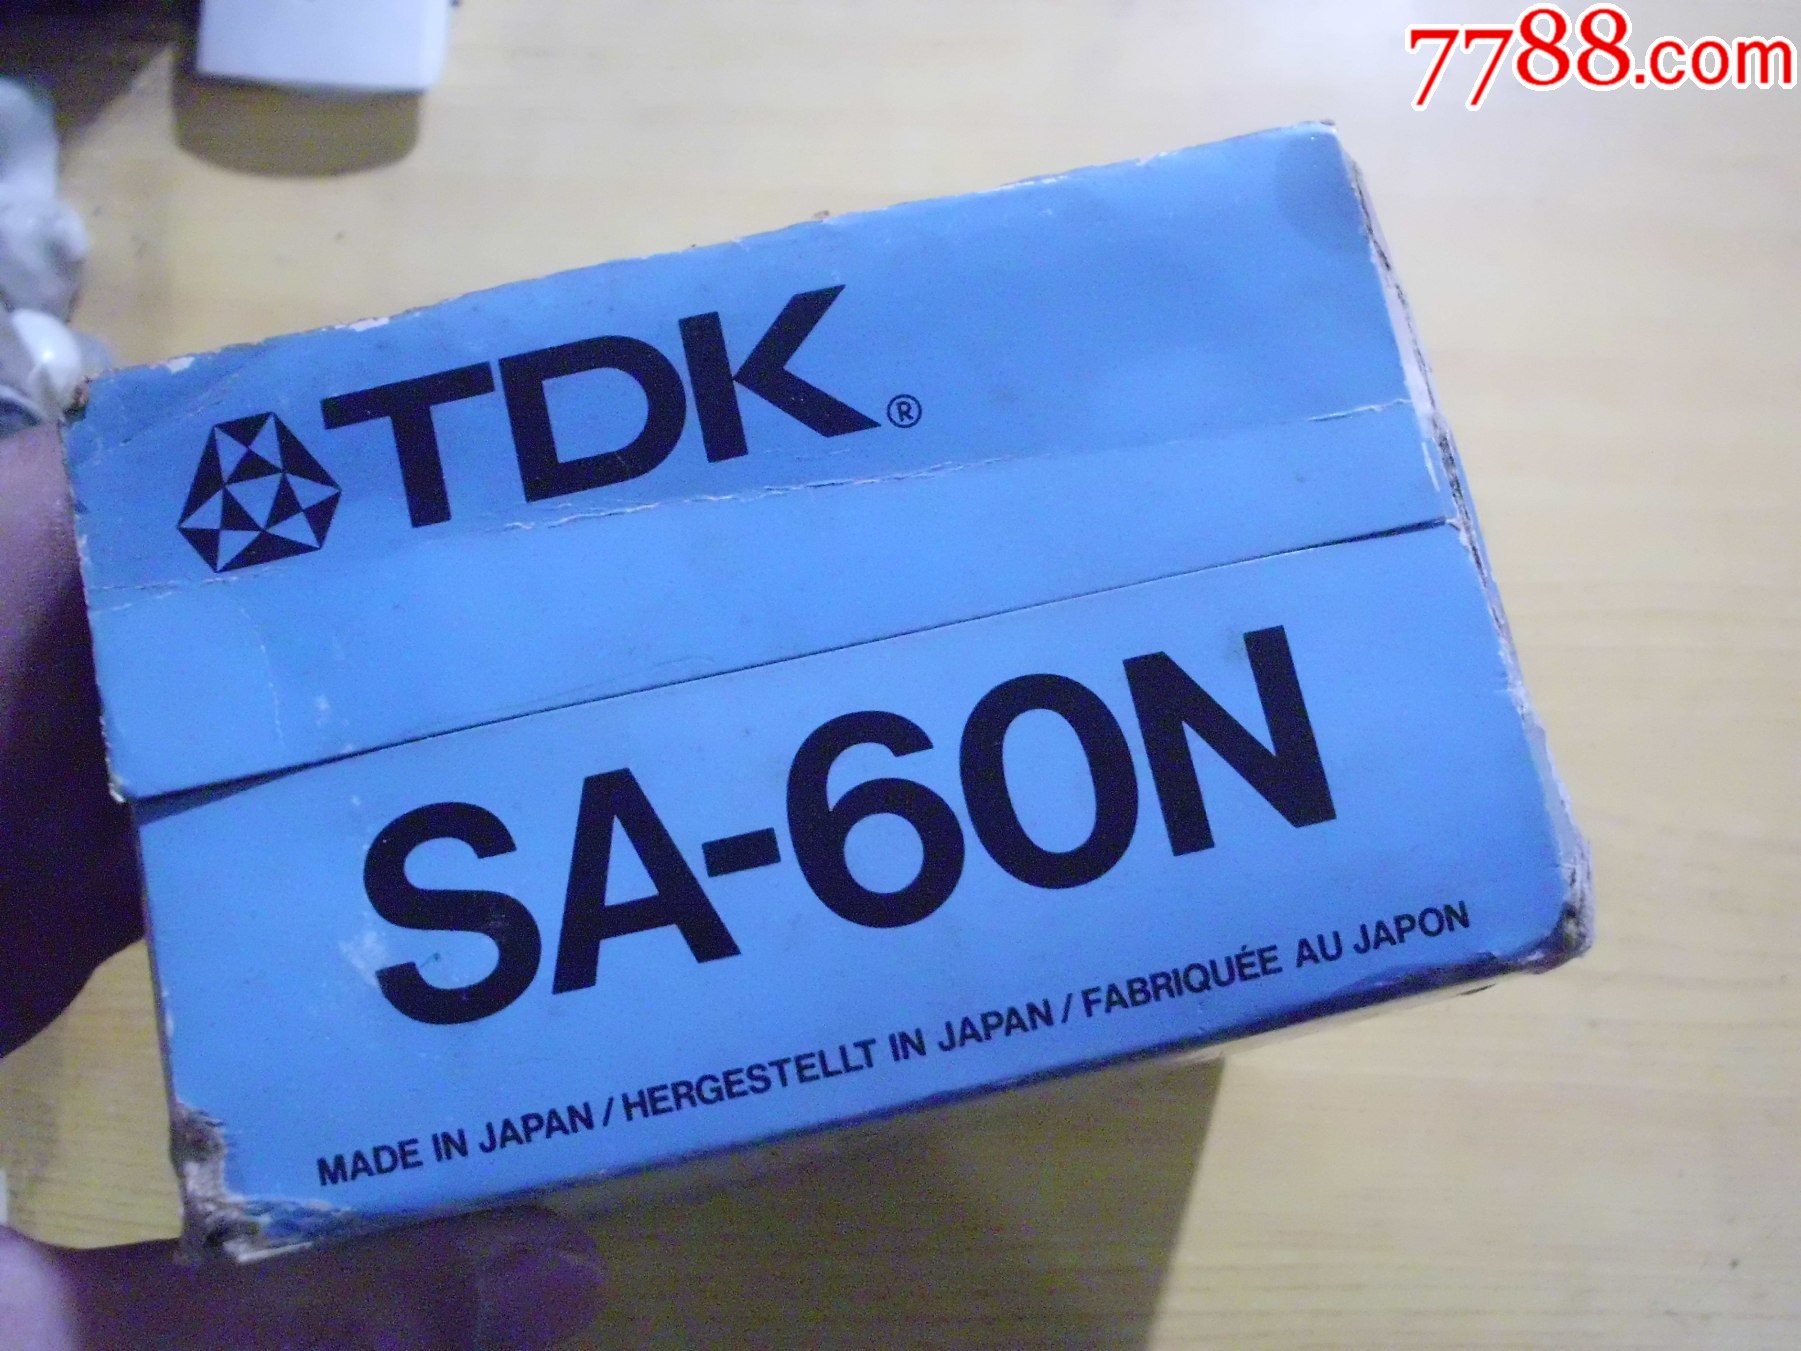 7788.com
TDK®
SA-60N
MADE IN JAPAN / HERGESTELLT IN JAPAN / FABRIQUÉE AU JAPON